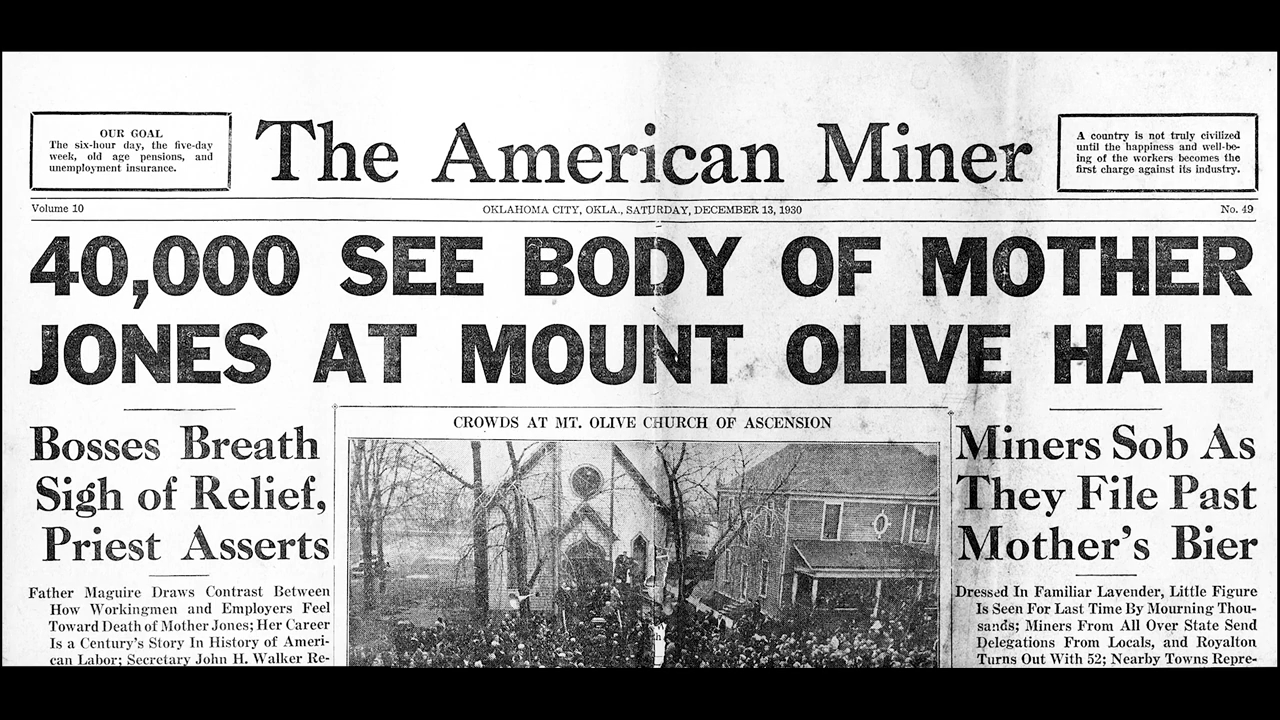 OUR GOAL
The six-hour day, the five-day
week, old age pensions, and
unemployment insurance.
The American Miner
A country is not truly civilized
until the happiness and well-be-
ing of the workers becomes the
first charge against its industry.
Volume 10
OKLAHOMA CITY, OKLA., SATURDAY, DECEMBER 13, 1930
No. 49
40,000 SEE BODY OF MOTHER
JONES AT MOUNT OLIVE HALL
Bosses Breath
Sigh of Relief,
Priest Asserts
Father Maguire Draws Contrast Between
How Workingmen and Employers Feel
Toward Death of Mother Jones; Her Career
Is a Century's Story In History of Ameri-
can Labor; Secretary John H. Walker Re-
CROWDS AT MT. OLIVE CHURCH OF ASCENSION
Miners Sob As
They File Past
Mother's Bier
Dressed In Familiar Lavender, Little Figure
Is Seen For Last Time By Mourning Thou-
sands; Miners From All Over State Send
Delegations From Locals, and Royalton
Turns Out With 52; Nearby Towns Repre-